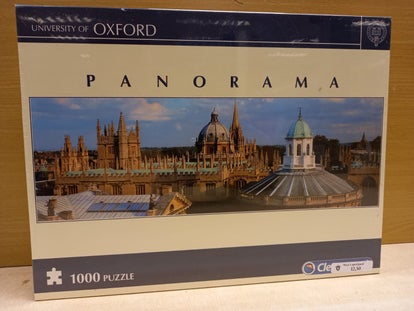 UNIVERSITY OF OXFORD
PANORAMA
1000 PUZZLE
Cle